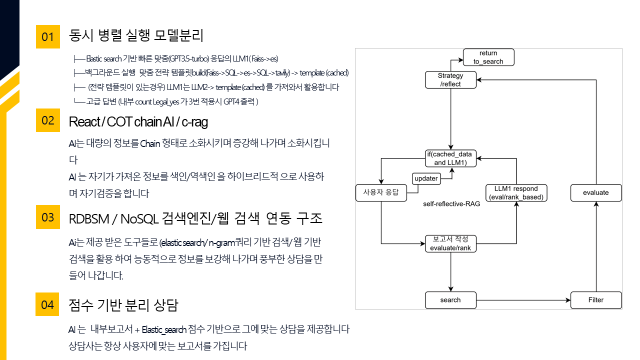 01
동시 병렬 실행 모델분리
├──Elastic search 기반 빠른 맞춤(GPT3.5-turbo) 응답의 LLM1( Faiss->es)
├──백그라운드 실행 맞춤 전략 템플릿build(Faiss->SQL->es->SQL->tavily) -> template (cached)
├── (전략 템플릿이 있는경우) LLM1는 LLM2-> template (cached) 를 가져와서 활용합니다
└── 고급 답변 (내부 count Legal_yes 가 3번 적용시 GPT4 출력 )
02
React / COT chain AI / c-rag
AI는 대량의 정보를 Chain 형태로 소화시키며 증강해 나가며 소화시킵니
다
AI 는 자기가 가져온 정보를 색인/역색인 을 하이브리드적 으로 사용하
며 자기검증을 합니다
03
RDBSM / NoSQL 검색엔진/웹 검색 연동 구조
Ai는 제공 받은 도구들로 (elastic search/ n-gram쿼리 기반 검색/ 웹 기반
검색을 활용 하여 능동적으로 정보를 보강해 나가며 풍부한 상담을 만
들어 나갑니다.
04
점수 기반 분리 상담
AI 는 내부보고서 + Elastic_search 점수 기반으로 그에 맞는 상담을 제공합니다
상담사는 항상 사용자에 맞는 보고서를 가집니다
return
to_search
Strategy
/reflect
if(cached_data
and LLM1)
updater
사용자 응답
LLM1 respond
(eval/rank_based)
evaluate
self-reflective-RAG
보고서 작성
evaluate/rank
search
Filter